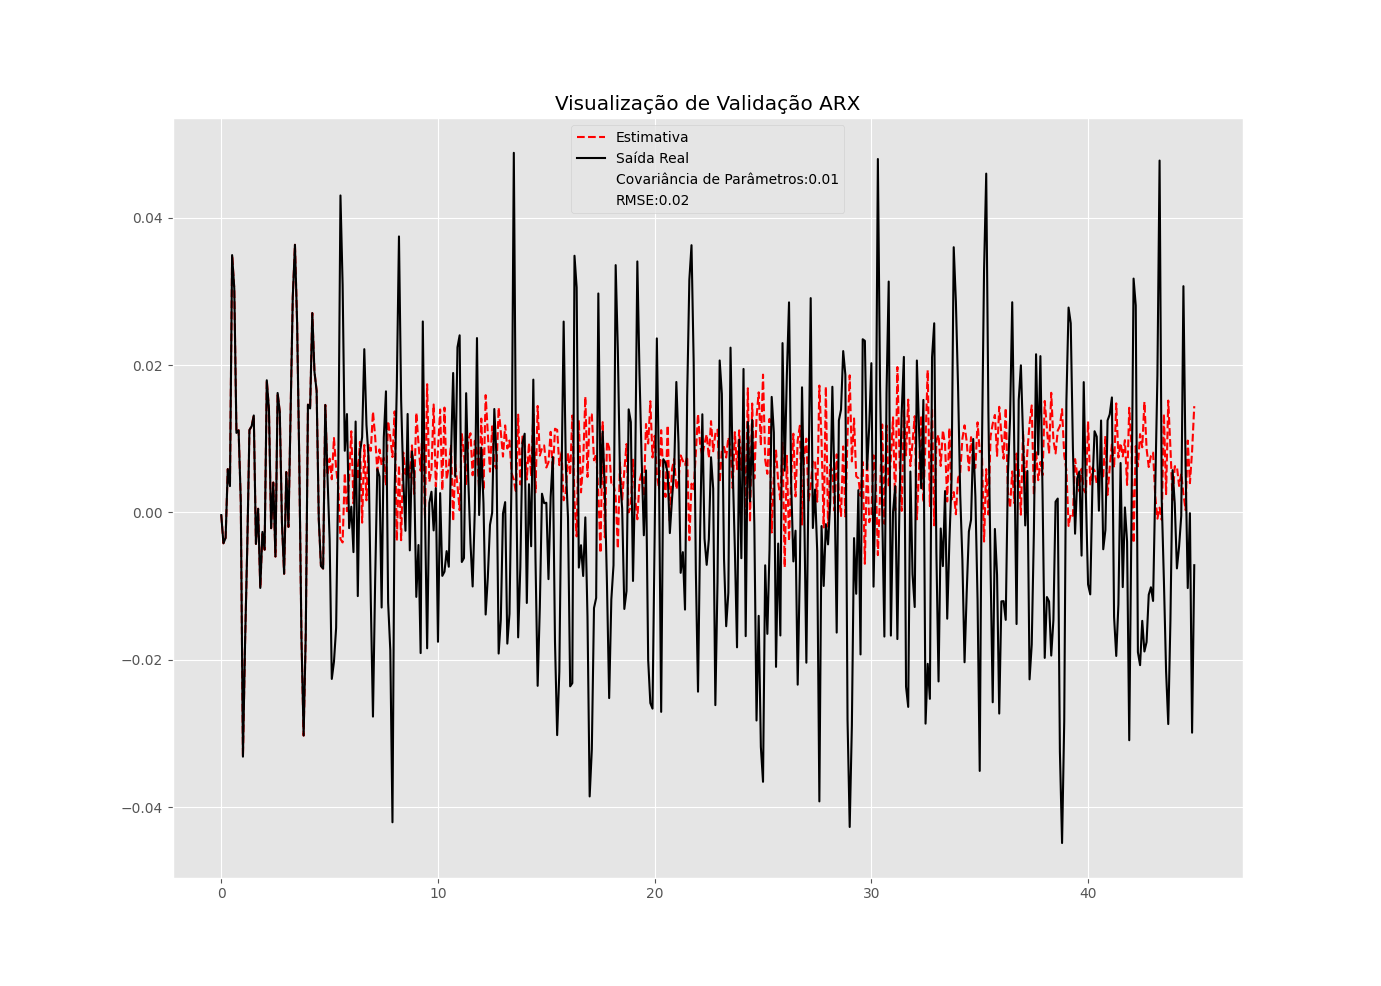 Visualização de Validação ARX
Estimativa
Saída Real
Covariância de Parâmetros:0.01
RMSE:0.02
0.04
0.02
0.00
−0.02
−0.04
0 10 20 30 40